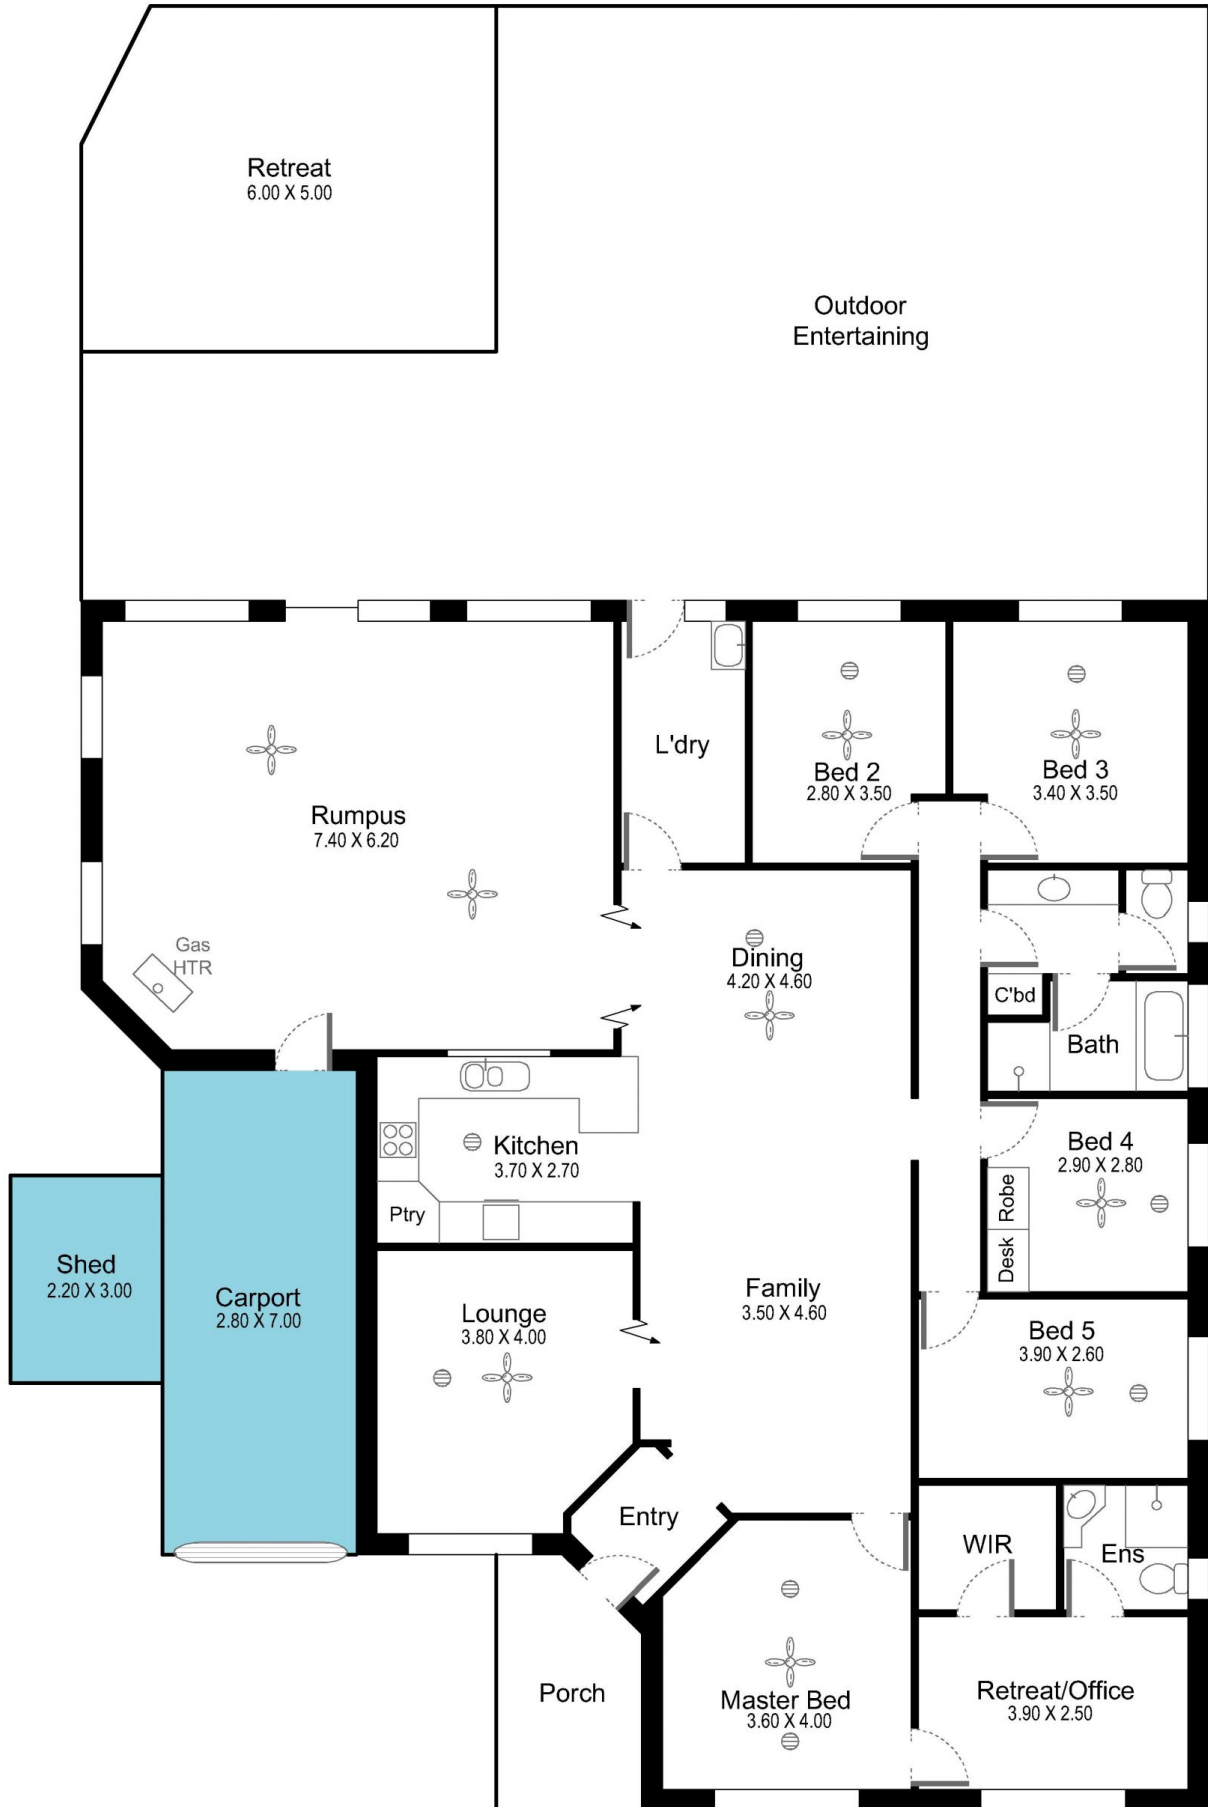 Retreat
6.00 X 5.00
Outdoor
Entertaining
Rumpus
7.40 X 6.20
Gas
HTR
L'dry
Bed 2
2.80 X 3.50
Bed 3
3.40 X 3.50
Dining
4.20 X 4.60
C'bd
Bath
Kitchen
3.70 X 2.70
Ptry
Bed 4
2.90 X 2.80
Robe
Desk
Shed
2.20 X 3.00
Carport
2.80 X 7.00
Lounge
3.80 X 4.00
Family
3.50 X 4.60
Bed 5
3.90 X 2.60
Entry
WIR
Ens
Porch
Master Bed
3.60 X 4.00
Retreat/Office
3.90 X 2.50